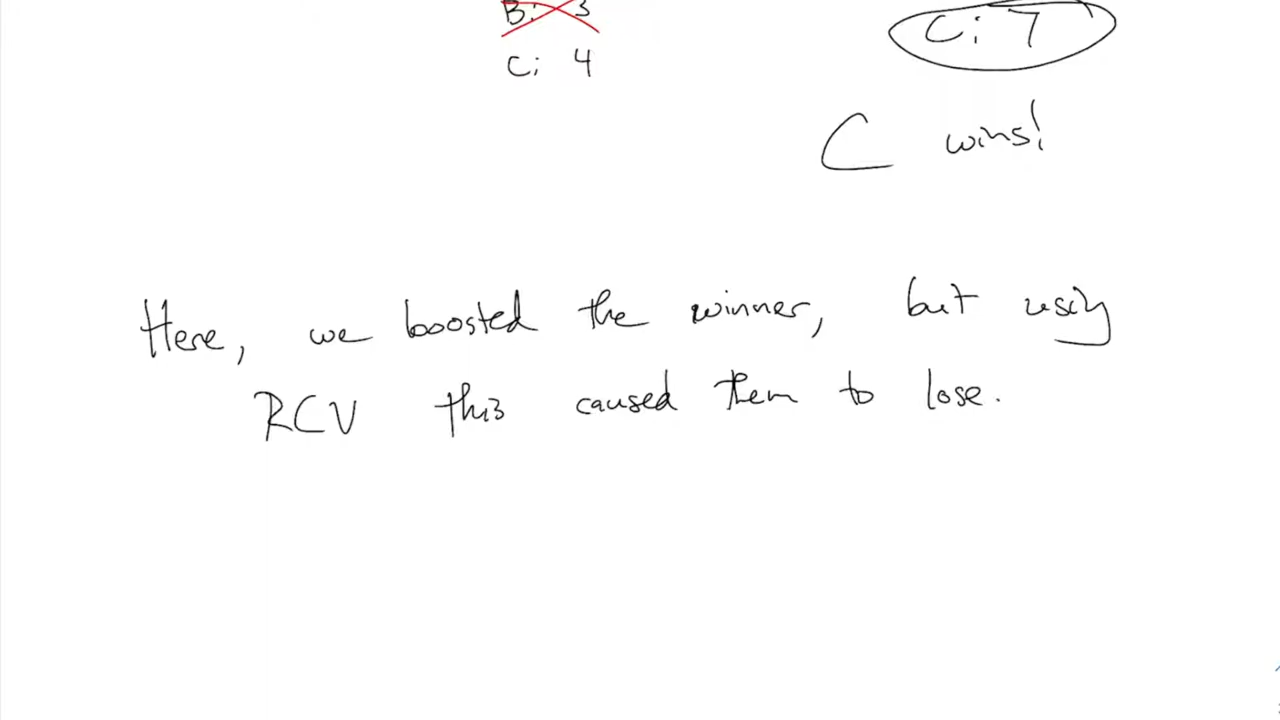 B: 3
C: 7
C: 4
C wins!
Here, we boosted the winner, but using
RCV this caused them to lose.